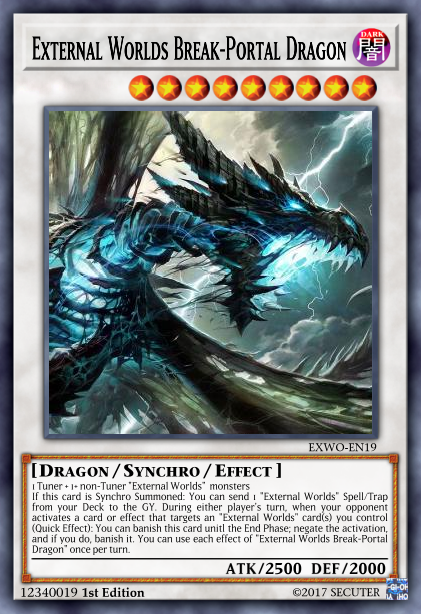 EXTERNAL WORLDS BREAK-PORTAL DRAGON
DARK
闇
EXWO-EN19
[DRAGON / SYNCHRO / EFFECT]
1 Tuner + 1+ non-Tuner "External Worlds" monsters
If this card is Synchro Summoned: You can send 1 "External Worlds" Spell/Trap
from your Deck to the GY. During either player's turn, when your opponent
activates a card or effect that targets an "External Worlds" card(s) you control
(Quick Effect): You can banish this card unitl the End Phase; negate the activation,
and if you do, banish it. You can use each effect of "External Worlds Break-Portal
Dragon" once per turn.
ATK/2500 DEF/2000
12340019 1st Edition
©2017 SECUTER